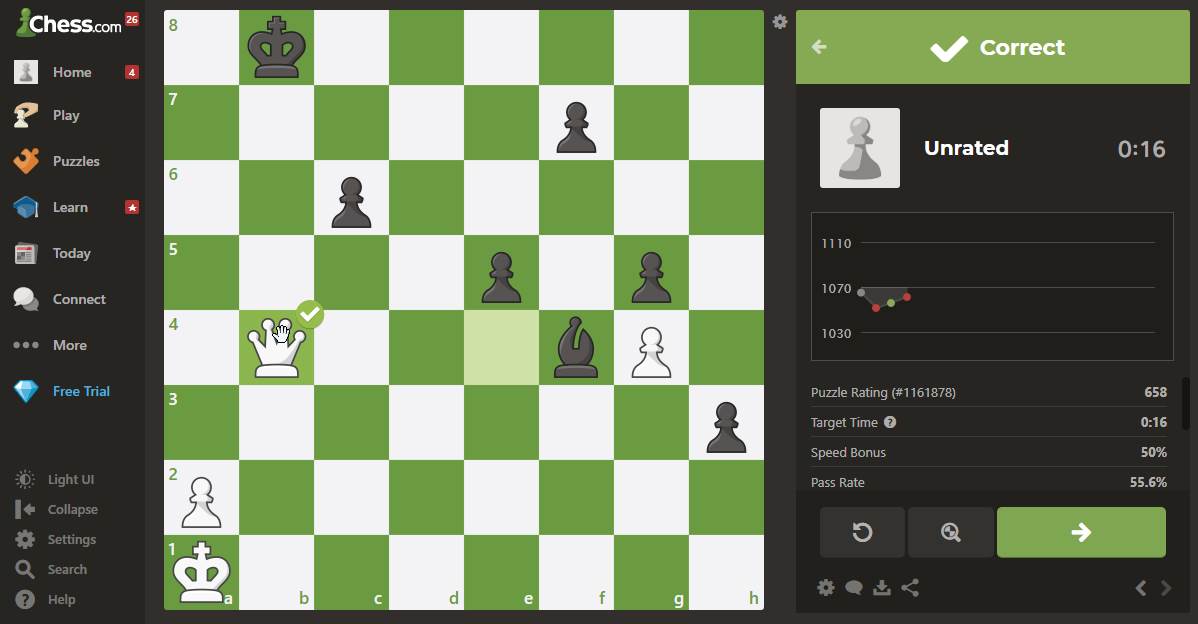 Chess.com 26
Home 4
Play
Puzzles
Learn
Today
Connect
More
Free Trial
Light UI
Collapse
Settings
Search
Help
8
7
6
5
4
3
2
1
a b c d e f g h
Correct
Unrated 0:16
1110
1070
1030
Puzzle Rating (#1161878) 658
Target Time ? 0:16
Speed Bonus 50%
Pass Rate 55.6%